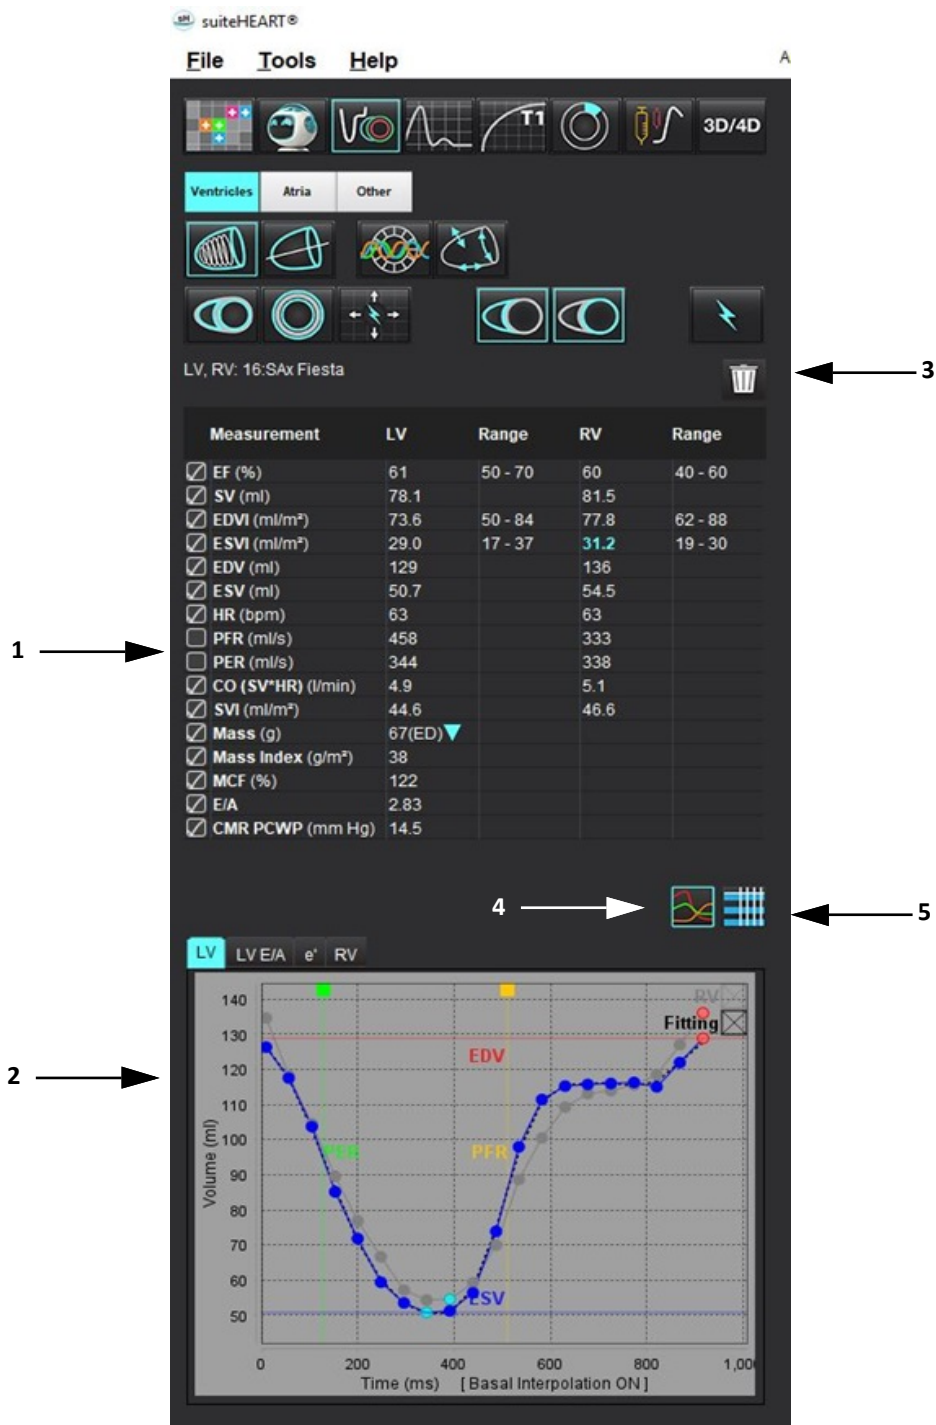 suiteHEART®
File Tools Help A
T1 3D/4D
Ventricles Atria Other
LV, RV: 16:SAx Fiesta
3
Measurement LV Range RV Range
EF (%) 61 50 - 70 60 40 - 60
SV (ml) 78.1 81.5
EDVI (ml/m²) 73.6 50 - 84 77.8 62 - 88
ESVI (ml/m²) 29.0 17 - 37 31.2 19 - 30
EDV (ml) 129 136
ESV (ml) 50.7 54.5
HR (bpm) 63 63
PFR (ml/s) 458 333
1
PER (ml/s) 344 338
CO (SV*HR) (l/min) 4.9 5.1
SVI (ml/m²) 44.6 46.6
Mass (g) 67(ED)
Mass Index (g/m²) 38
MCF (%) 122
E/A 2.83
CMR PCWP (mm Hg) 14.5
4 5
LV LV E/A e' RV
RV
Fitting
EDV
2
PER PFR
ESV
Volume (ml)
140
130
120
110
100
90
80
70
60
50
0 200 400 600 800 1,00
Time (ms) [ Basal Interpolation ON ]